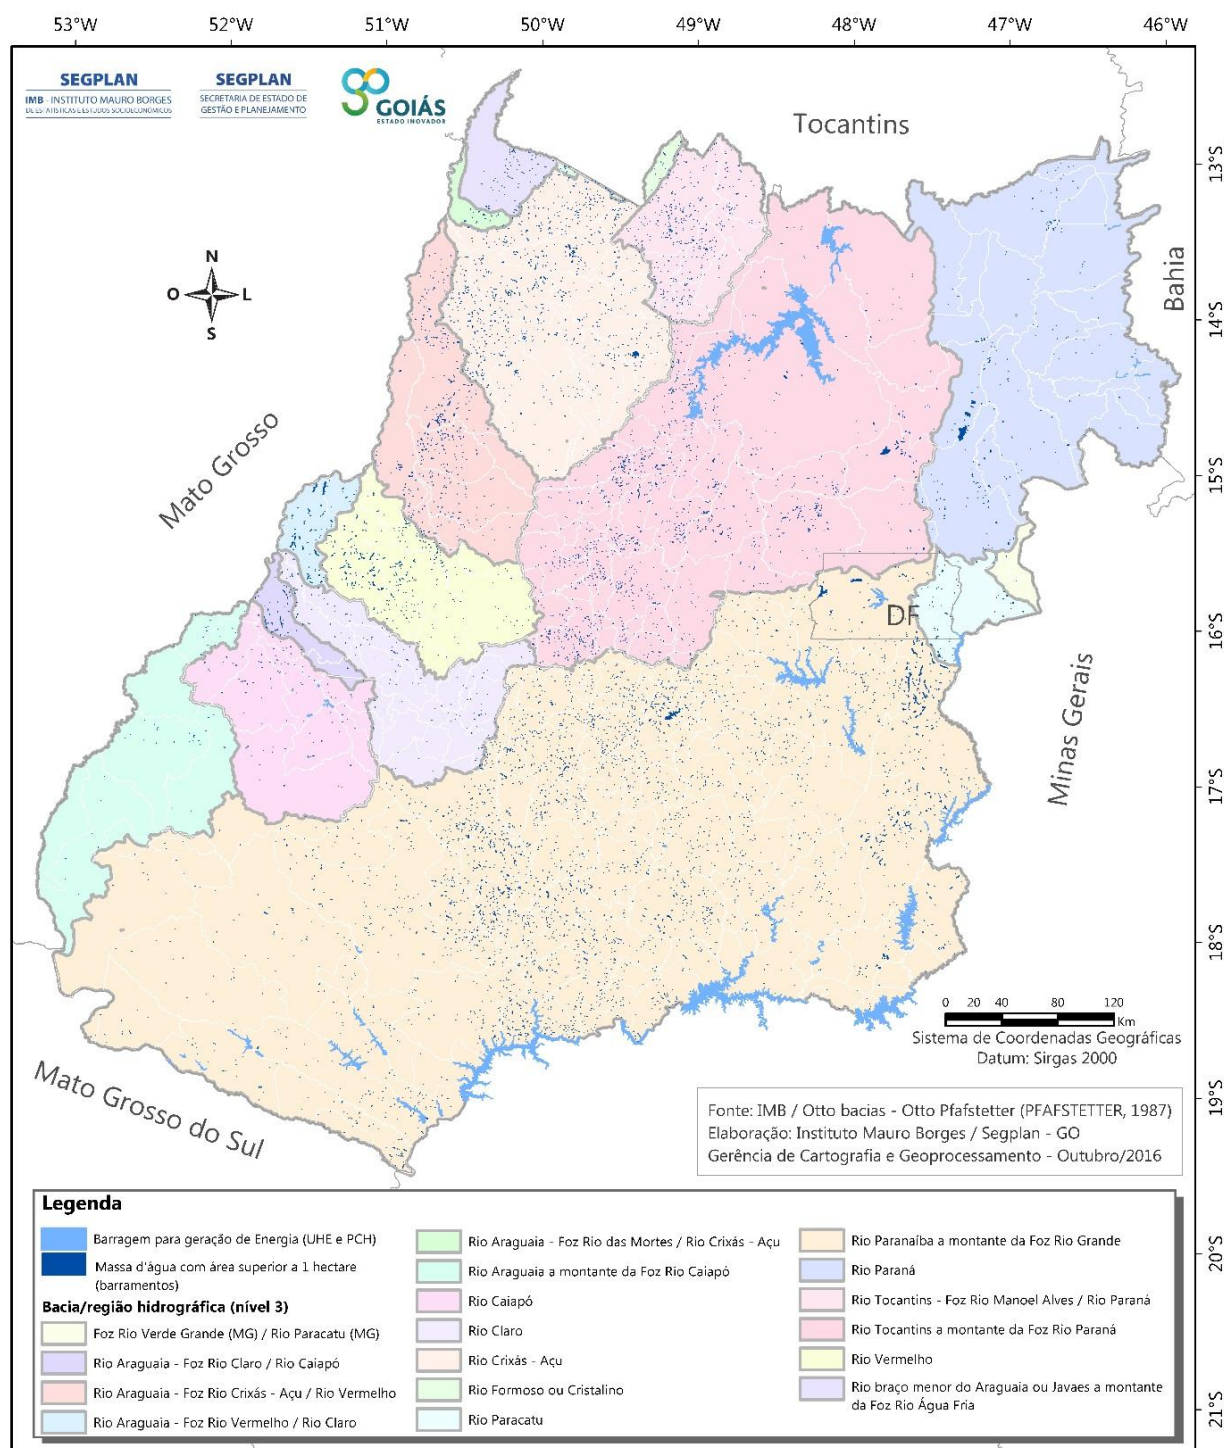 53°W 52°W 51°W 50°W 49°W 48°W 47°W 46°W
SEGPLAN
IMB - INSTITUTO MAURO BORGES
DE ESTATÍSTICAS E ESTUDOS SOCIOECONÔMICOS
SEGPLAN
SECRETARIA DE ESTADO DE
GESTÃO E PLANEJAMENTO
GOIÁS
ESTADO INOVADOR
Tocantins
13°S
N
O L
S
Bahia
14°S
Mato Grosso
15°S
DF
16°S
Minas Gerais
17°S
18°S
0 20 40 80 120
Km
Sistema de Coordenadas Geográficas
Datum: Sirgas 2000
Mato Grosso do Sul
19°S
Fonte: IMB / Otto bacias - Otto Pfafstetter (PFAFSTETTER, 1987)
Elaboração: Instituto Mauro Borges / Segplan - GO
Gerência de Cartografia e Geoprocessamento - Outubro/2016
Legenda
Barragem para geração de Energia (UHE e PCH)
Massa d'água com área superior a 1 hectare
(barramentos)
Bacia/região hidrográfica (nível 3)
Foz Rio Verde Grande (MG) / Rio Paracatu (MG)
Rio Araguaia - Foz Rio Claro / Rio Caiapó
Rio Araguaia - Foz Rio Crixás - Açu / Rio Vermelho
Rio Araguaia - Foz Rio Vermelho / Rio Claro
Rio Araguaia - Foz Rio das Mortes / Rio Crixás - Açu
Rio Araguaia a montante da Foz Rio Caiapó
Rio Caiapó
Rio Claro
Rio Crixás - Açu
Rio Formoso ou Cristalino
Rio Paracatu
Rio Paranaíba a montante da Foz Rio Grande
Rio Paraná
Rio Tocantins - Foz Rio Manoel Alves / Rio Paraná
Rio Tocantins a montante da Foz Rio Paraná
Rio Vermelho
Rio braço menor do Araguaia ou Javaes a montante
da Foz Rio Água Fria
20°S
21°S